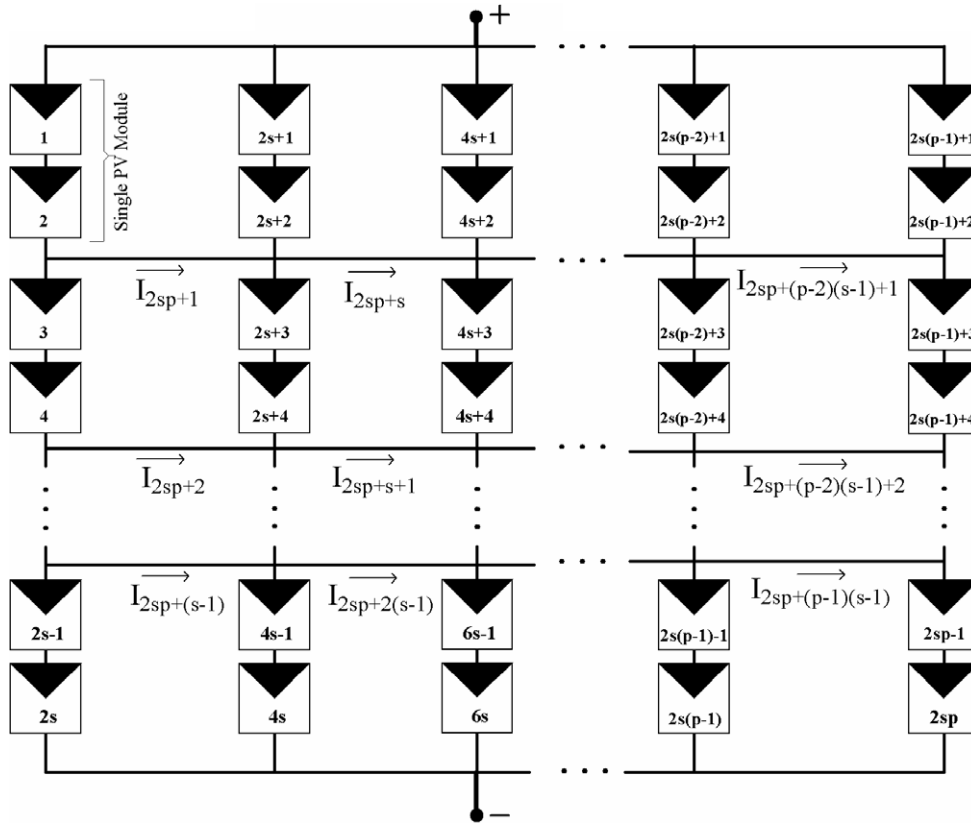 +
1 2s+1 4s+1 2s(p-2)+1 2s(p-1)+1
Single PV Module
2 2s+2 4s+2 2s(p-2)+2 2s(p-1)+2
I2sp+1 I2sp+s I2sp+(p-2)(s-1)+1
3 2s+3 4s+3 2s(p-2)+3 2s(p-1)+3
4 2s+4 4s+4 2s(p-2)+4 2s(p-1)+4
I2sp+2 I2sp+s+1 I2sp+(p-2)(s-1)+2
I2sp+(s-1) I2sp+2(s-1) I2sp+(p-1)(s-1)
2s-1 4s-1 6s-1 2s(p-1)-1 2sp-1
2s 4s 6s 2s(p-1) 2sp
−